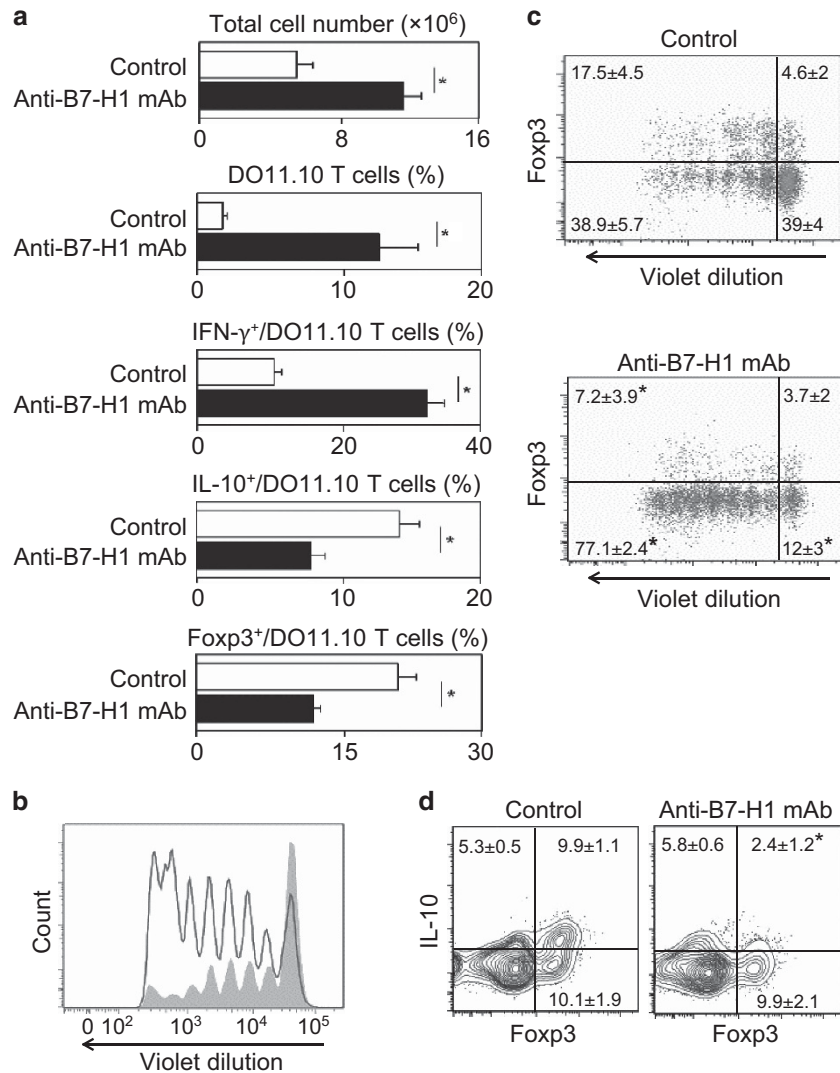 a
Total cell number (×10⁶)
Control
Anti-B7-H1 mAb
*
0 8 16
DO11.10 T cells (%)
Control
Anti-B7-H1 mAb
*
0 10 20
IFN-γ⁺/DO11.10 T cells (%)
Control
Anti-B7-H1 mAb
*
0 20 40
IL-10⁺/DO11.10 T cells (%)
Control
Anti-B7-H1 mAb
*
0 10 20
Foxp3⁺/DO11.10 T cells (%)
Control
Anti-B7-H1 mAb
*
0 15 30
b
Count
0 10² 10³ 10⁴ 10⁵
Violet dilution
c
Control
17.5±4.5 4.6±2
Foxp3
38.9±5.7 39±4
Violet dilution
Anti-B7-H1 mAb
7.2±3.9* 3.7±2
Foxp3
77.1±2.4* 12±3*
Violet dilution
d
Control Anti-B7-H1 mAb
5.3±0.5 9.9±1.1 5.8±0.6 2.4±1.2*
IL-10
10.1±1.9 9.9±2.1
Foxp3 Foxp3